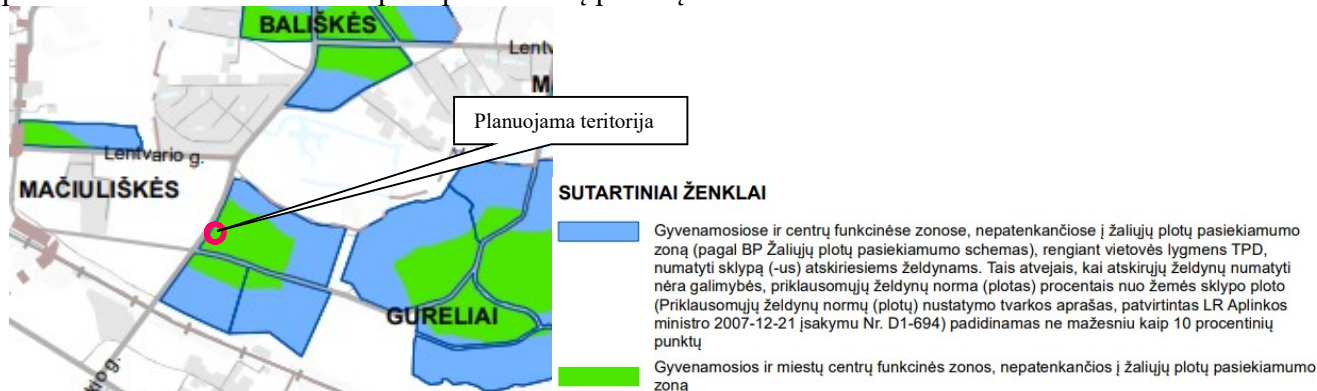 BALIŠKĖS
Lentv
M
Planuojama teritorija
Lentvario g.
MAČIULIŠKĖS
GURELIAI
kio g.
SUTARTINIAI ŽENKLAI
Gyvenamosiose ir centrų funkcinėse zonose, nepatenkančiose į žaliųjų plotų pasiekiamumo
zoną (pagal BP Žaliųjų plotų pasiekiamumo schemas), rengiant vietovės lygmens TPD,
numatyti sklypą (-us) atskiriesiems želdynams. Tais atvejais, kai atskirųjų želdynų numatyti
nėra galimybės, priklausomųjų želdynų norma (plotas) procentais nuo žemės sklypo ploto
(Priklausomųjų želdynų normų (plotų) nustatymo tvarkos aprašas, patvirtintas LR Aplinkos
ministro 2007-12-21 įsakymu Nr. D1-694) padidinamas ne mažesniu kaip 10 procentinių
punktų
Gyvenamosios ir miestų centrų funkcinės zonos, nepatenkančios į žaliųjų plotų pasiekiamumo
zoną